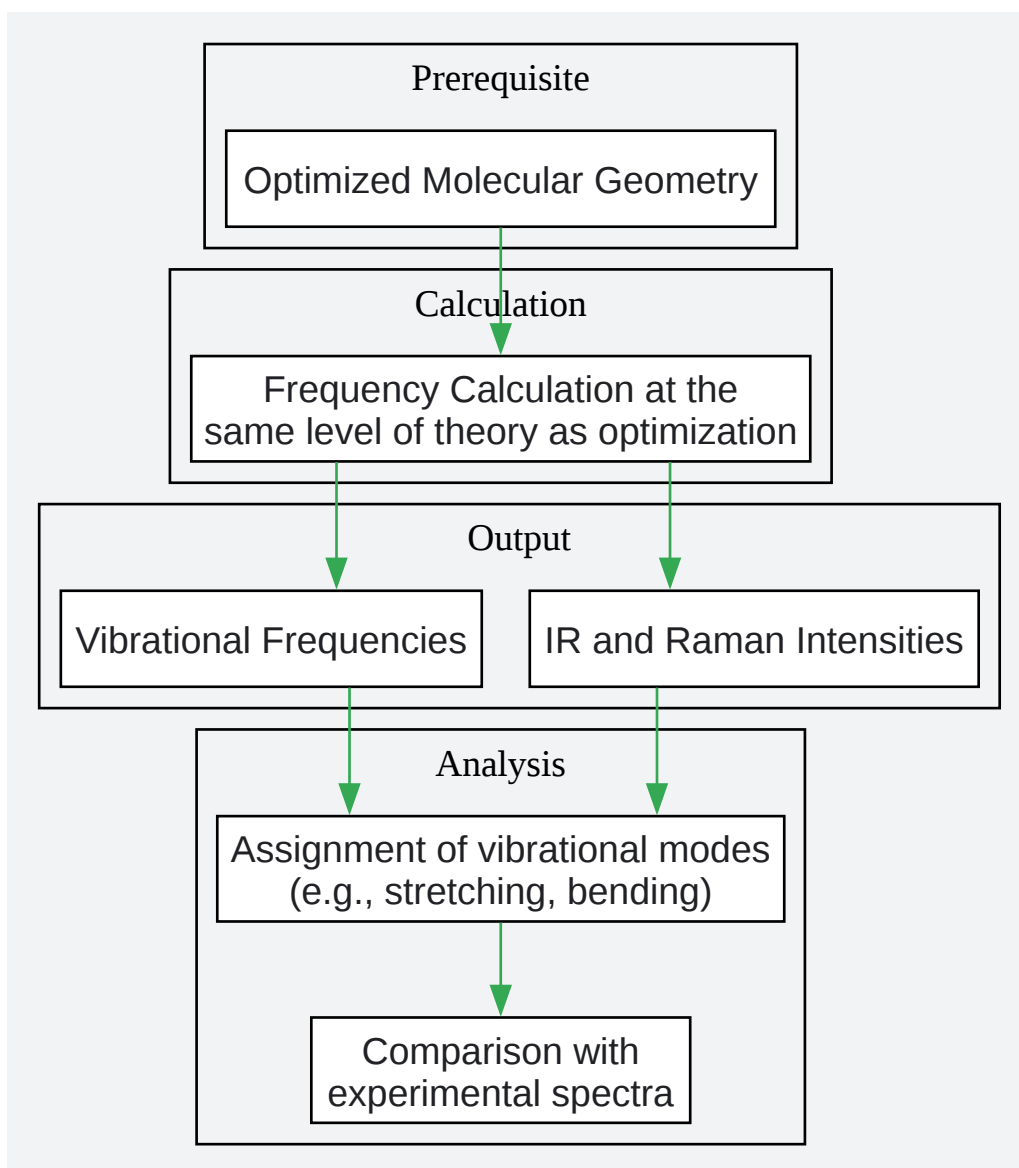 Prerequisite
Optimized Molecular Geometry
Calculation
Frequency Calculation at the
same level of theory as optimization
Output
Vibrational Frequencies
IR and Raman Intensities
Analysis
Assignment of vibrational modes
(e.g., stretching, bending)
Comparison with
experimental spectra